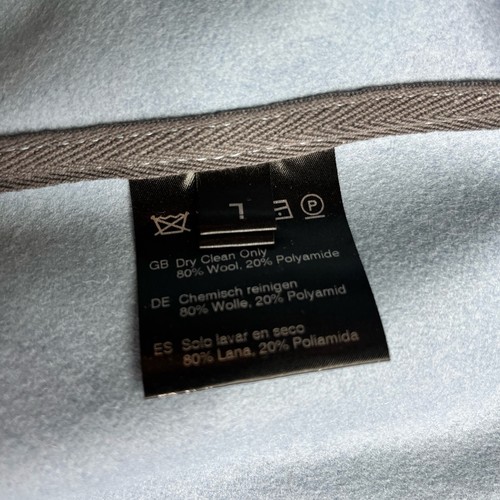 L
P
GB Dry Clean Only
80% Wool, 20% Polyamide
DE Chemisch reinigen
80% Wolle, 20% Polyamid
ES Solo lavar en seco
80% Lana, 20% Poliamida